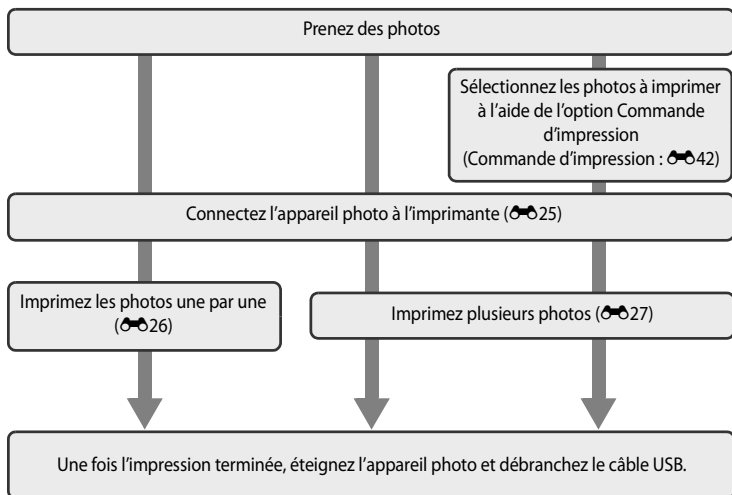 Prenez des photos
Sélectionnez les photos à imprimer
à l'aide de l'option Commande
d'impression
(Commande d'impression : 42)
Connectez l'appareil photo à l'imprimante (25)
Imprimez les photos une par une
(26)
Imprimez plusieurs photos (27)
Une fois l'impression terminée, éteignez l'appareil photo et débranchez le câble USB.